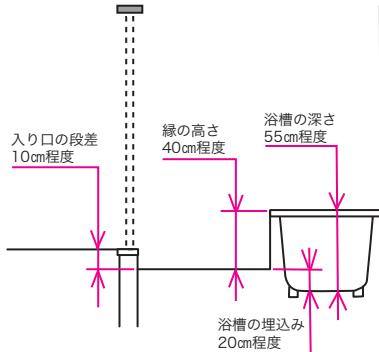 入り口の段差
10cm程度
縁の高さ
40cm程度
浴槽の深さ
55cm程度
浴槽の埋込み
20cm程度